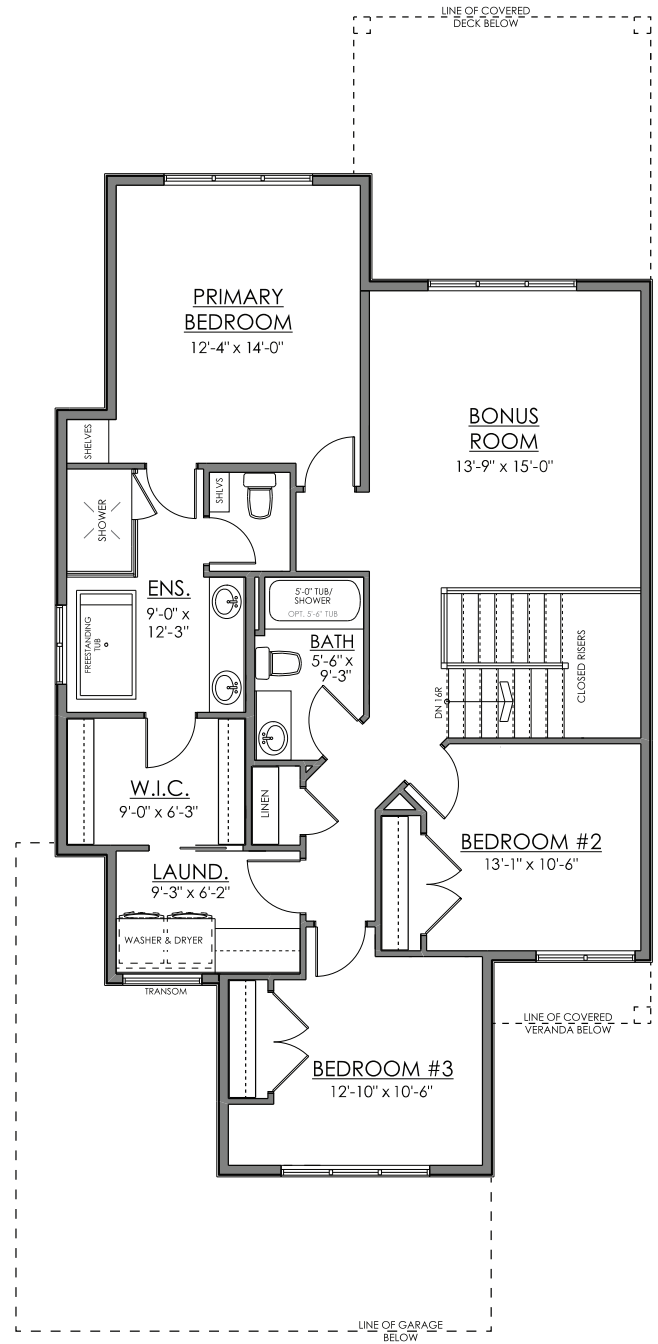 LINE OF COVERED
DECK BELOW
PRIMARY
BEDROOM
12'-4" x 14'-0"
BONUS
ROOM
13'-9" x 15'-0"
SHELVES
SHLVS
SHOWER
ENS.
9'-0" x
12'-3"
5'-0" TUB/
SHOWER
OPT. 5'-6" TUB
FREESTANDING
TUB
BATH
5'-6" x
9'-3"
CLOSED RISERS
DN 16R
W.I.C.
9'-0" x 6'-3"
LINEN
BEDROOM #2
13'-1" x 10'-6"
LAUND.
9'-3" x 6'-2"
WASHER & DRYER
TRANSOM
LINE OF COVERED
VERANDA BELOW
BEDROOM #3
12'-10" x 10'-6"
LINE OF GARAGE
BELOW